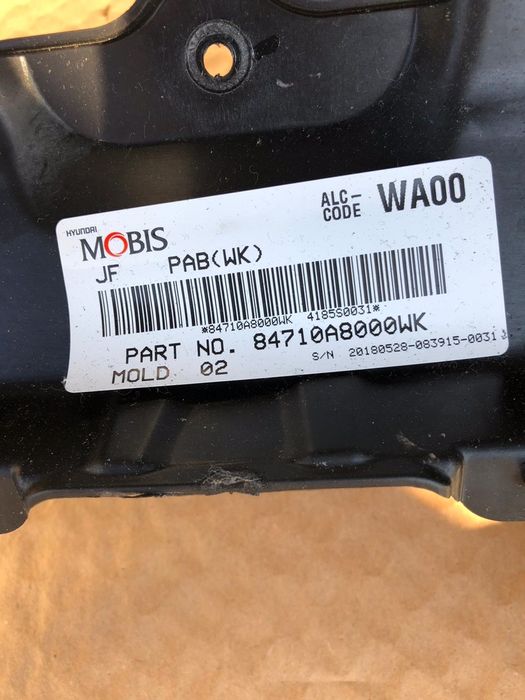 HYUNDAI
MOBIS
ALC-
CODE WA00
JF PAB(WK)
*84710A8000WK 4185S0031*
PART NO. 84710A8000WK
MOLD 02 S/N 20180528-083915-0031